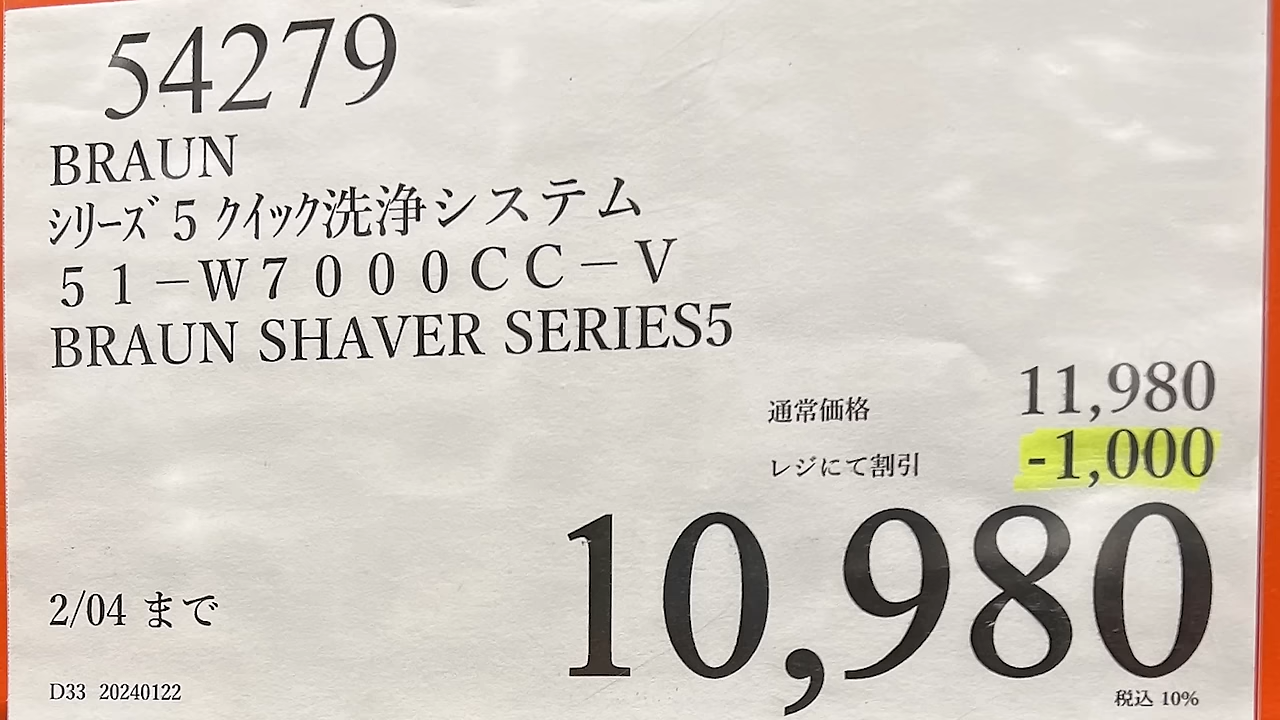 54279
BRAUN
ｼﾘｰｽﾞ５ ｸｲｯｸ洗浄システム
５１－Ｗ７０００ＣＣ－Ｖ
BRAUN SHAVER SERIES5
通常価格 11,980
レジにて割引 -1,000
10,980
2/04 まで
D33 20240122
税込 10%